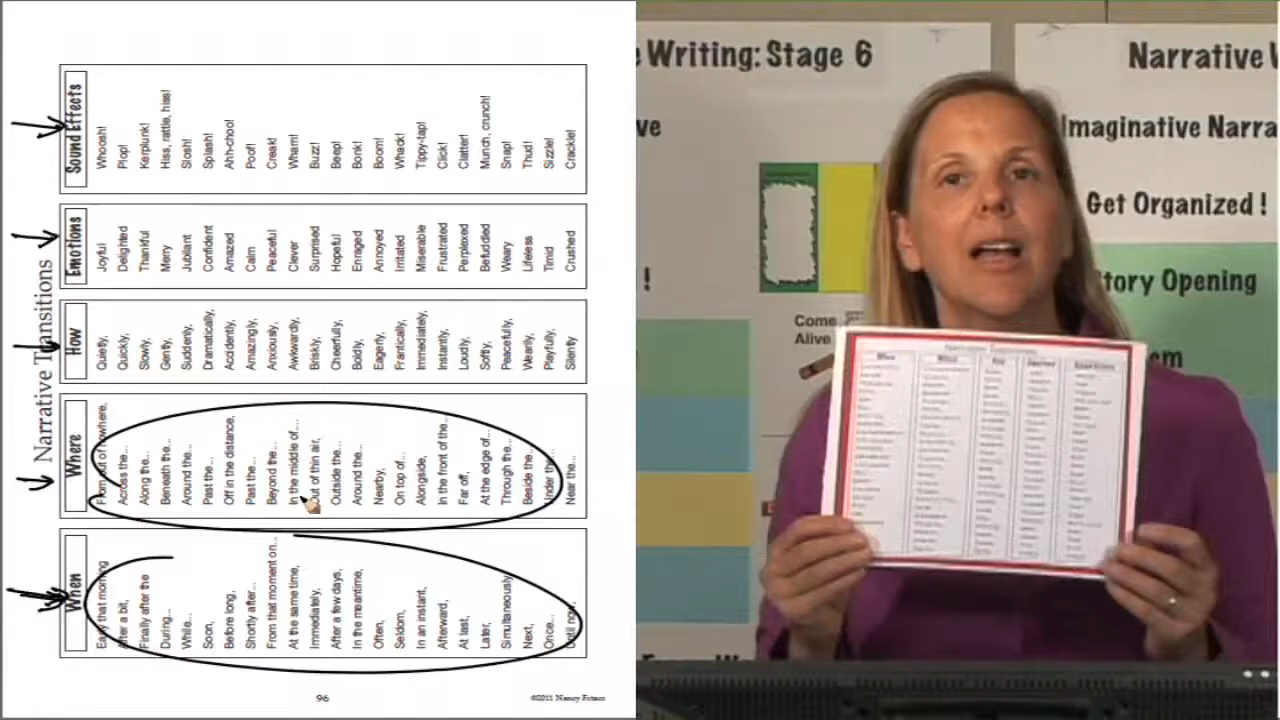 Narrative Transitions
When
Early that morning
After a bit,
Finally after the
During...
While...
Soon,
Before long,
Shortly after...
From that moment on...
At the same time,
Immediately,
After a few days,
In the meantime,
Often,
Seldom,
In an instant,
Afterward,
At last,
Later,
Simultaneously
Next,
Once...
Until now...
Where
From out of nowhere,
Across the...
Along the...
Beneath the...
Around the...
Past the...
Off in the distance,
Past the...
Beyond the...
In the middle of...
Out of thin air,
Outside the...
Around the...
Nearby,
On top of...
Alongside,
In the front of the...
Far off,
At the edge of...
Through the...
Beside the...
Under the...
Near the...
How
Quietly,
Quickly,
Slowly,
Gently,
Suddenly,
Dramatically,
Accidently,
Amazingly,
Anxiously,
Awkwardly,
Briskly,
Cheerfully,
Boldly,
Eagerly,
Frantically,
Immediately,
Instantly,
Loudly,
Softly,
Peacefully,
Wearily,
Playfully,
Silently
Emotions
Joyful
Delighted
Thankful
Merry
Jubilant
Confident
Amazed
Calm
Peaceful
Clever
Surprised
Hopeful
Enraged
Annoyed
Irritated
Miserable
Frustrated
Perplexed
Befuddled
Weary
Lifeless
Timid
Crushed
Sound Effects
Whoosh!
Plop!
Kerplunk!
Hiss, rattle, hiss!
Slosh!
Splash!
Ahh-choo!
Poof!
Creak!
Wham!
Buzz!
Beep!
Bonk!
Boom!
Whack!
Tippy-tap!
Click!
Clatter!
Munch, crunch!
Snap!
Thud!
Sizzle!
Crackle!
96
©2011 Nancy Fetzer
e Writing: Stage 6
ve
!
Come
Alive
Narrative W
Imaginative Narra
Get Organized !
tory Opening
em